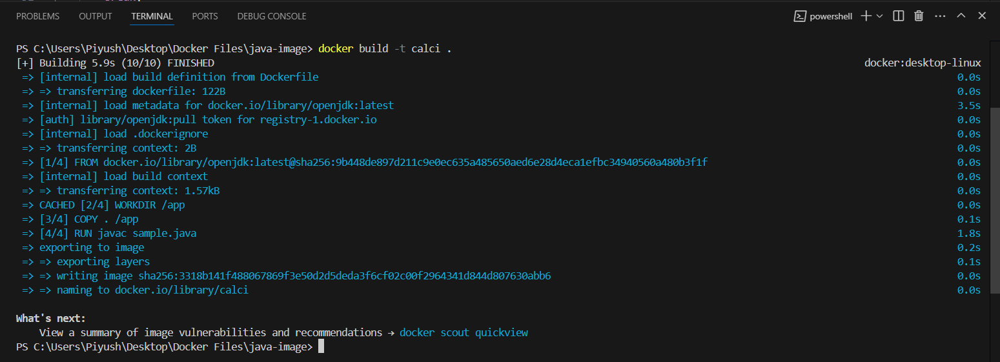 PROBLEMS OUTPUT TERMINAL PORTS DEBUG CONSOLE powershell
PS C:\Users\Piyush\Desktop\Docker Files\java-image> docker build -t calci .
[+] Building 5.9s (10/10) FINISHED docker:desktop-linux
=> [internal] load build definition from Dockerfile 0.0s
=> => transferring dockerfile: 122B 0.0s
=> [internal] load metadata for docker.io/library/openjdk:latest 3.5s
=> [auth] library/openjdk:pull token for registry-1.docker.io 0.0s
=> [internal] load .dockerignore 0.0s
=> => transferring context: 2B 0.0s
=> [1/4] FROM docker.io/library/openjdk:latest@sha256:9b448de897d211c9e0ec635a485650aed6e28d4eca1efbc34940560a480b3f1f 0.0s
=> [internal] load build context 0.0s
=> => transferring context: 1.57kB 0.0s
=> CACHED [2/4] WORKDIR /app 0.0s
=> [3/4] COPY . /app 0.1s
=> [4/4] RUN javac sample.java 1.8s
=> exporting to image 0.2s
=> => exporting layers 0.1s
=> => writing image sha256:3318b141f488067869f3e50d2d5deda3f6cf02c00f2964341d844d807630abb6 0.0s
=> => naming to docker.io/library/calci 0.0s
What's next:
View a summary of image vulnerabilities and recommendations → docker scout quickview
PS C:\Users\Piyush\Desktop\Docker Files\java-image>